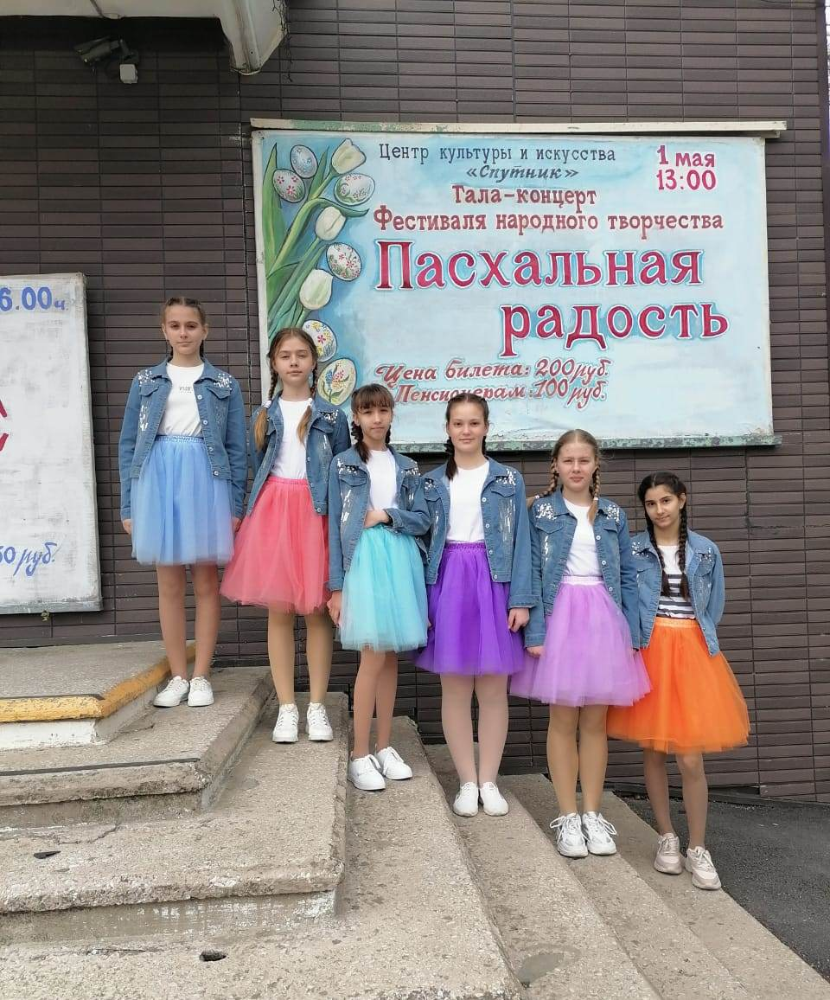 Центр культуры и искусства
«Спутник»
1 мая
13:00
Гала-концерт
Фестиваля народного творчества
Пасхальная
радость
Цена билета: 200 руб.
Пенсионерам: 100 руб.
6.00ч
50 руб.